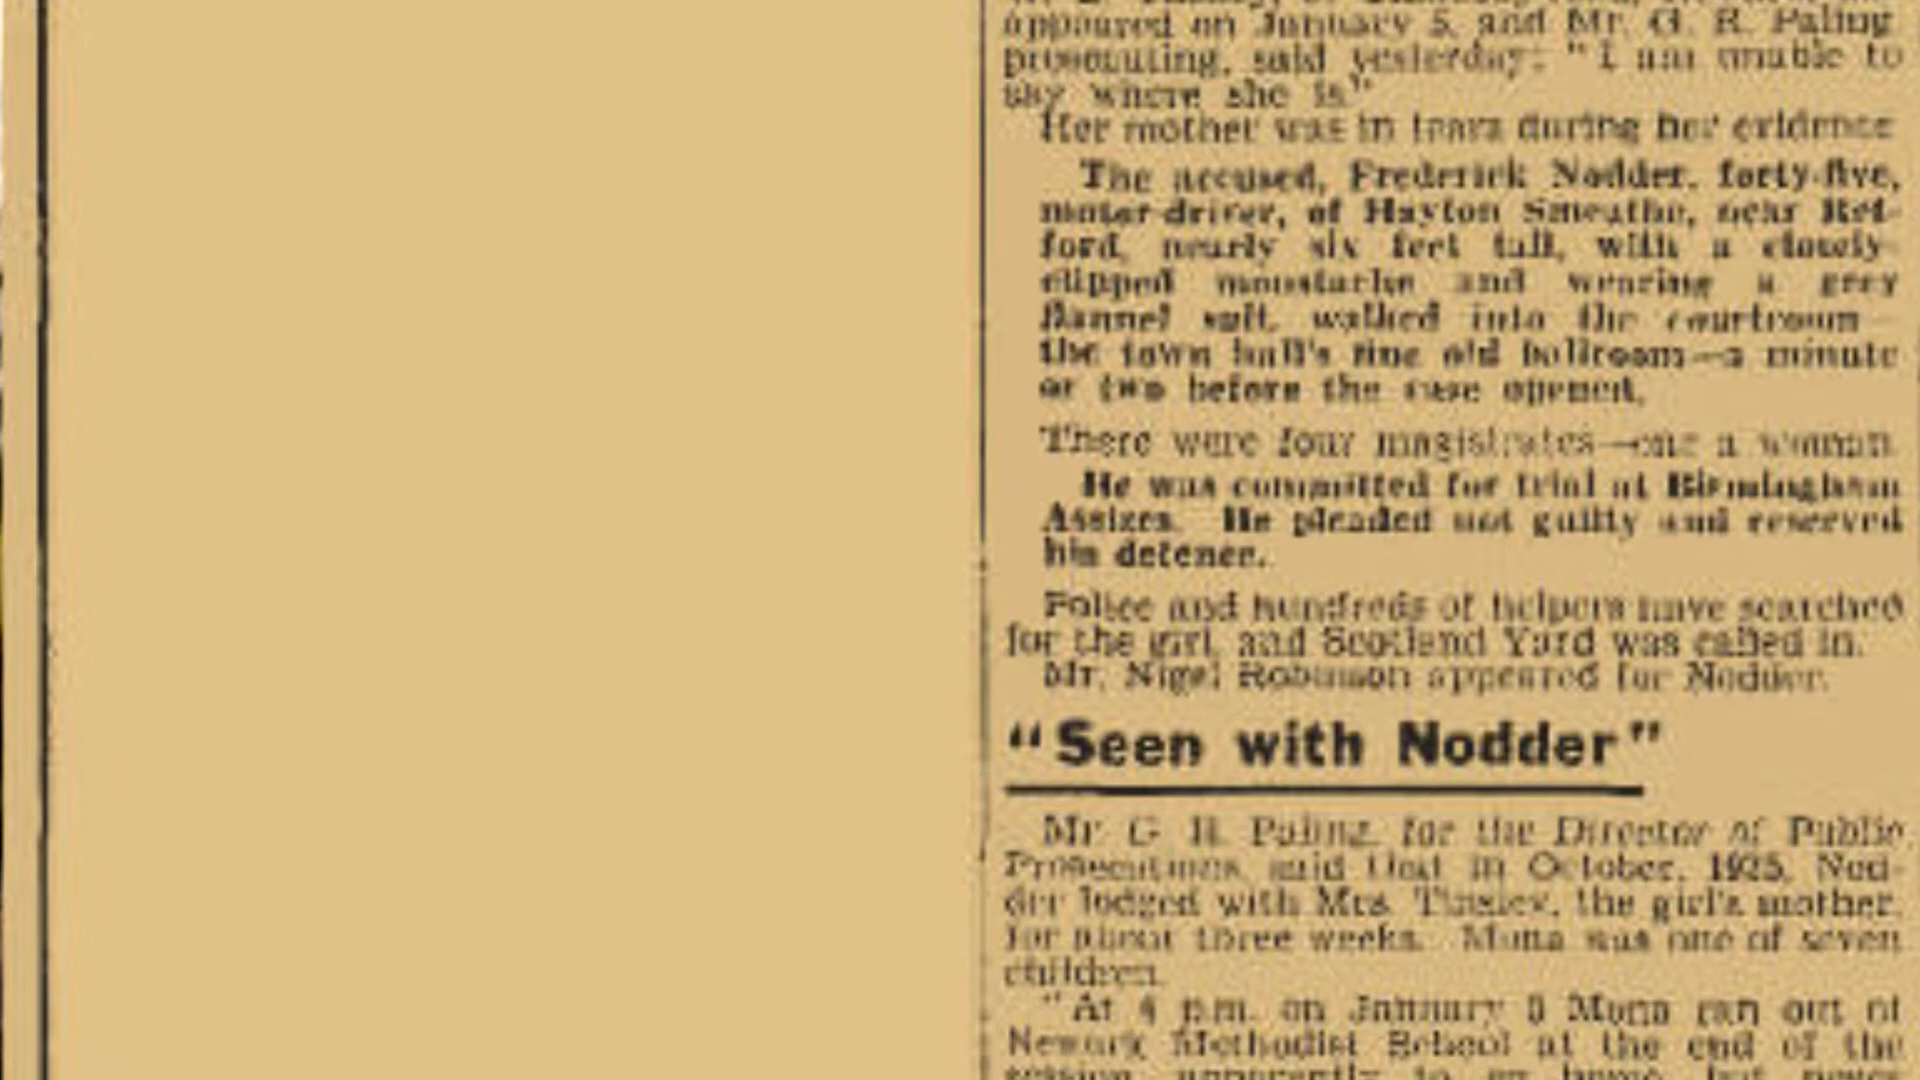 appeared on January 5, and Mr. G. R. Paling
prosecuting, said yesterday: "I am unable to
say where she is."
Her mother was in tears during her evidence
The accused, Frederick Nodder, forty-five,
motor-driver, of Hayton Smeathe, near Ret-
ford, nearly six feet tall, with a closely-
clipped moustache and wearing a grey
flannel suit, walked into the courtroom—
the town hall's fine old ballroom—a minute
or two before the case opened.
There were four magistrates—one a woman.
He was committed for trial at Birmingham
Assizes. He pleaded not guilty and reserved
his defence.
Police and hundreds of helpers have searched
for the girl, and Scotland Yard was called in.
Mr. Nigel Robinson appeared for Nodder.
"Seen with Nodder"
Mr. G. R. Paling, for the Director of Public
Prosecutions, said that in October, 1925, Nod-
der lodged with Mrs. Tinsley, the girl's mother,
for about three weeks. Mona was one of seven
children.
"At 4 p.m. on January 5 Mona ran out of
Newark Methodist School at the end of the
session, apparently to go home, but never